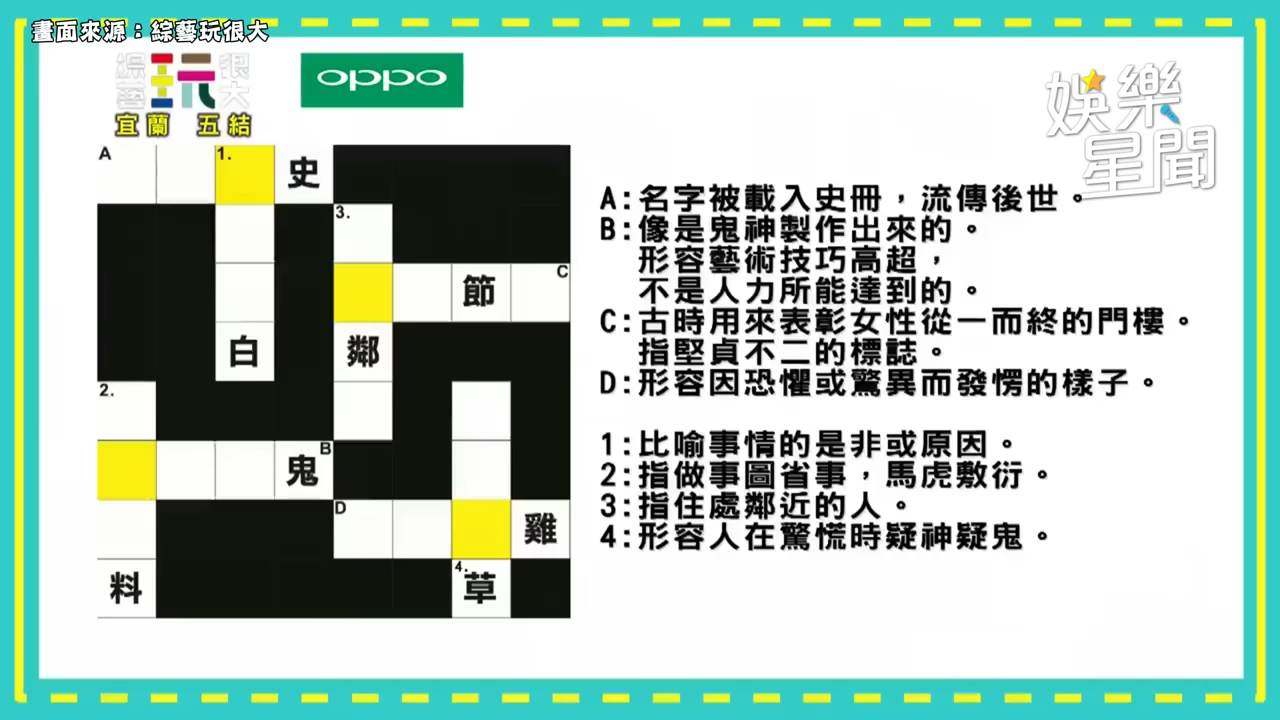 畫面來源：綜藝玩很大
綜藝玩很大
oppo
娛樂星聞
宜蘭 五結
A 1. 史
3.
節 C
白 鄰
2.
鬼 B
D 雞
料 4. 草
A:名字被載入史冊，流傳後世。
B:像是鬼神製作出來的。
形容藝術技巧高超，
不是人力所能達到的。
C:古時用來表彰女性從一而終的門樓。
指堅貞不二的標誌。
D:形容因恐懼或驚異而發愣的樣子。
1:比喻事情的是非或原因。
2:指做事圖省事，馬虎敷衍。
3:指住處鄰近的人。
4:形容人在驚慌時疑神疑鬼。